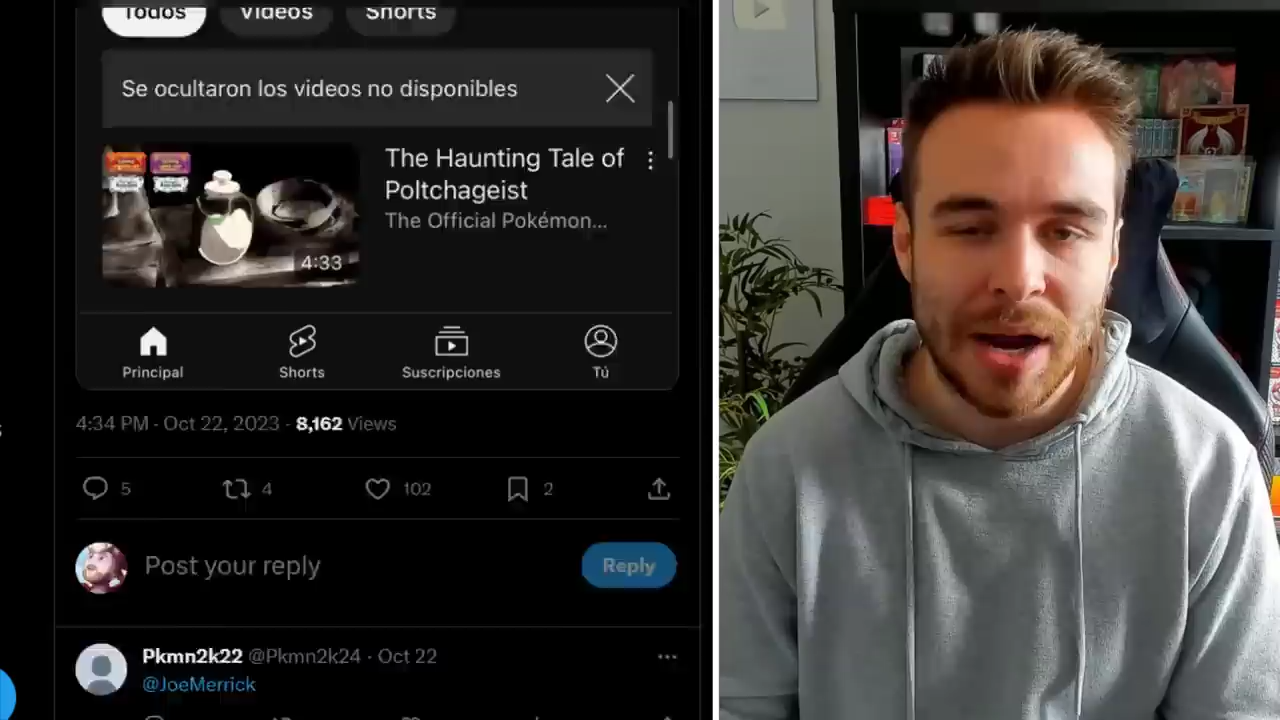 Todos
Videos
Shorts
Se ocultaron los videos no disponibles
The Haunting Tale of
Poltchageist
The Official Pokémon...
4:33
Principal
Shorts
Suscripciones
Tú
4:34 PM · Oct 22, 2023 · 8,162 Views
5
4
102
2
Post your reply
Reply
Pkmn2k22 @Pkmn2k24 · Oct 22
@JoeMerrick